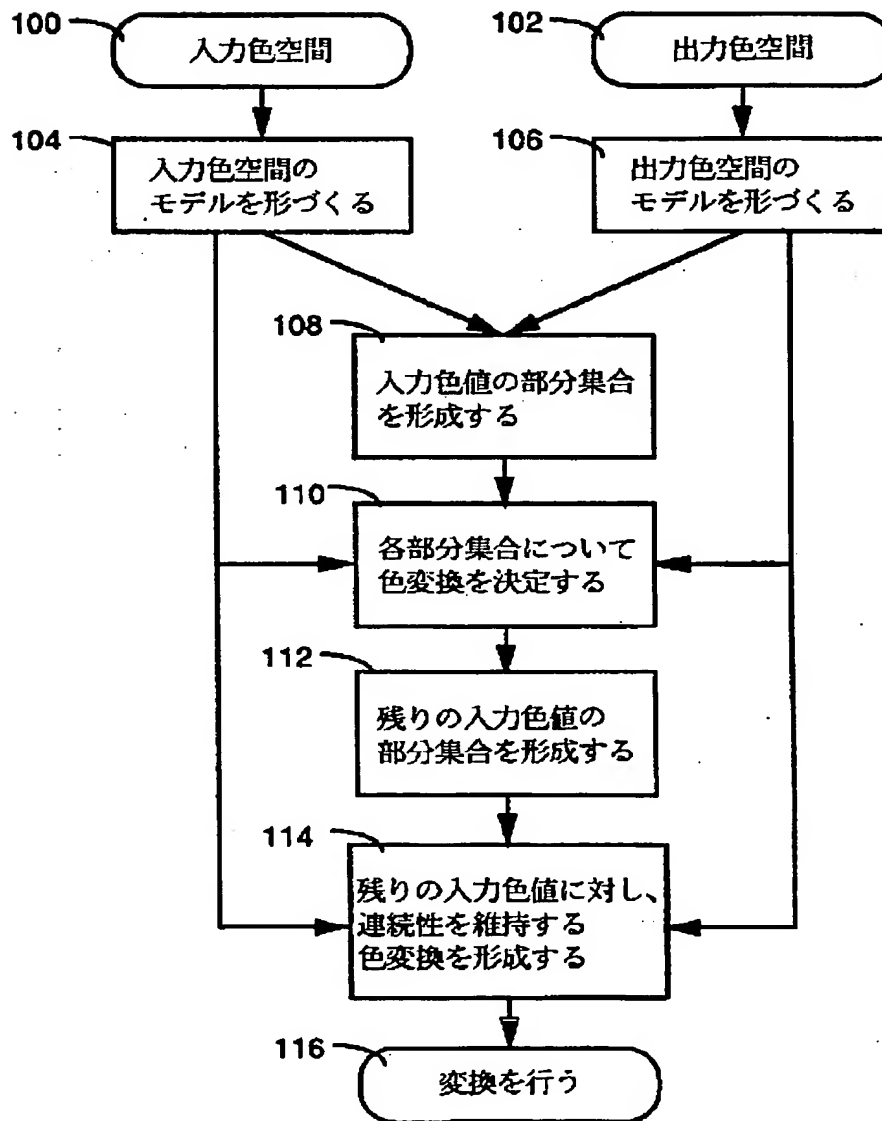 100
入力色空間
102
出力色空間
104
入力色空間の
モデルを形づくる
106
出力色空間の
モデルを形づくる
108
入力色値の部分集合
を形成する
110
各部分集合について
色変換を決定する
112
残りの入力色値の
部分集合を形成する
114
残りの入力色値に対し、
連続性を維持する
色変換を形成する
116
変換を行う